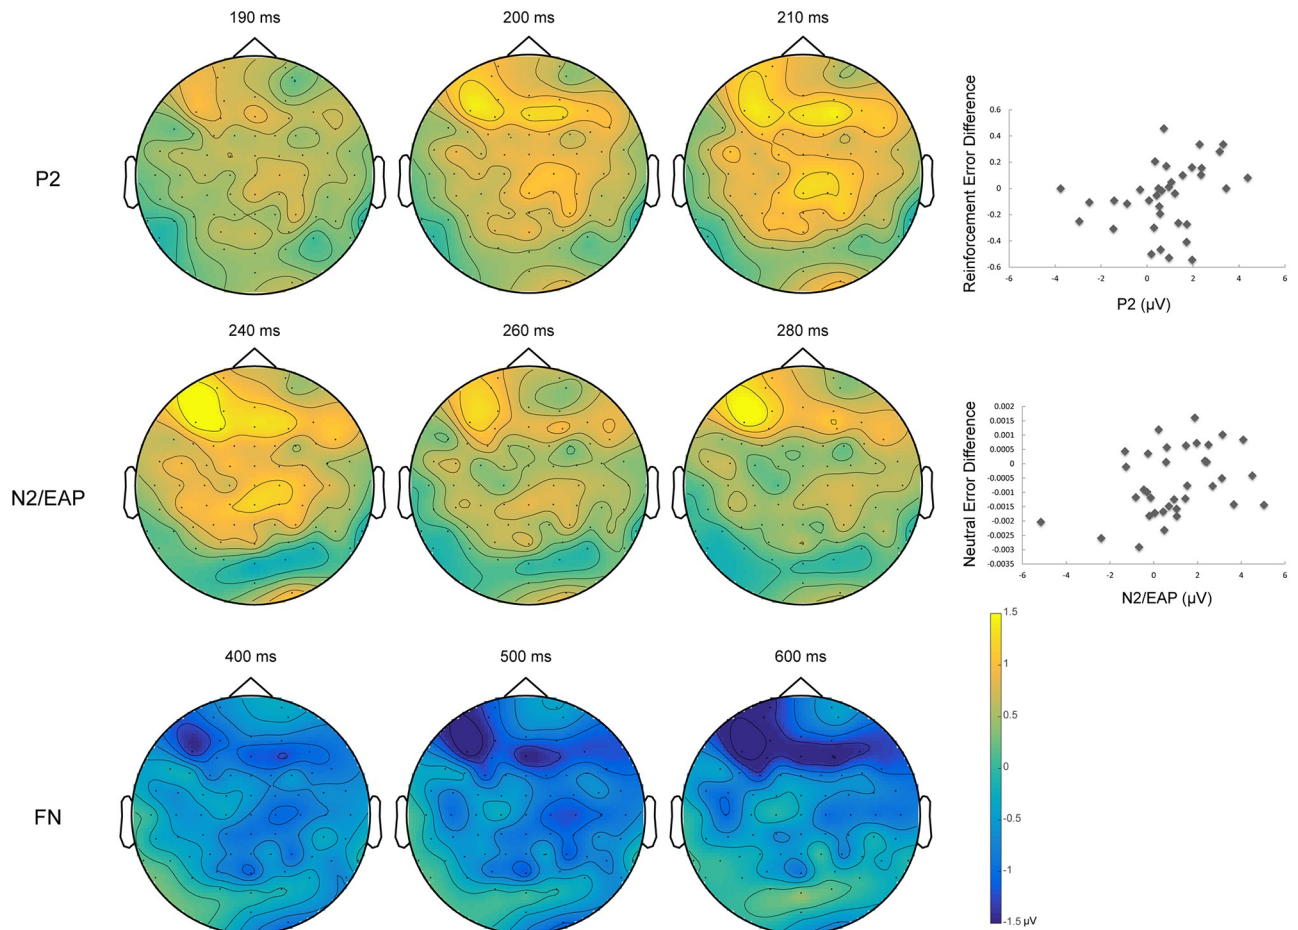 190 ms
200 ms
210 ms
P2
Reinforcement Error Difference
0.6
0.4
0.2
0
-0.2
-0.4
-0.6
-6
-4
-2
0
2
4
6
P2 (µV)
240 ms
260 ms
280 ms
N2/EAP
Neutral Error Difference
0.002
0.0015
0.001
0.0005
0
-0.0005
-0.001
-0.0015
-0.002
-0.0025
-0.003
-0.0035
-6
-4
-2
0
2
4
6
N2/EAP (µV)
400 ms
500 ms
600 ms
FN
1.5
1
0.5
0
-0.5
-1
-1.5 µV